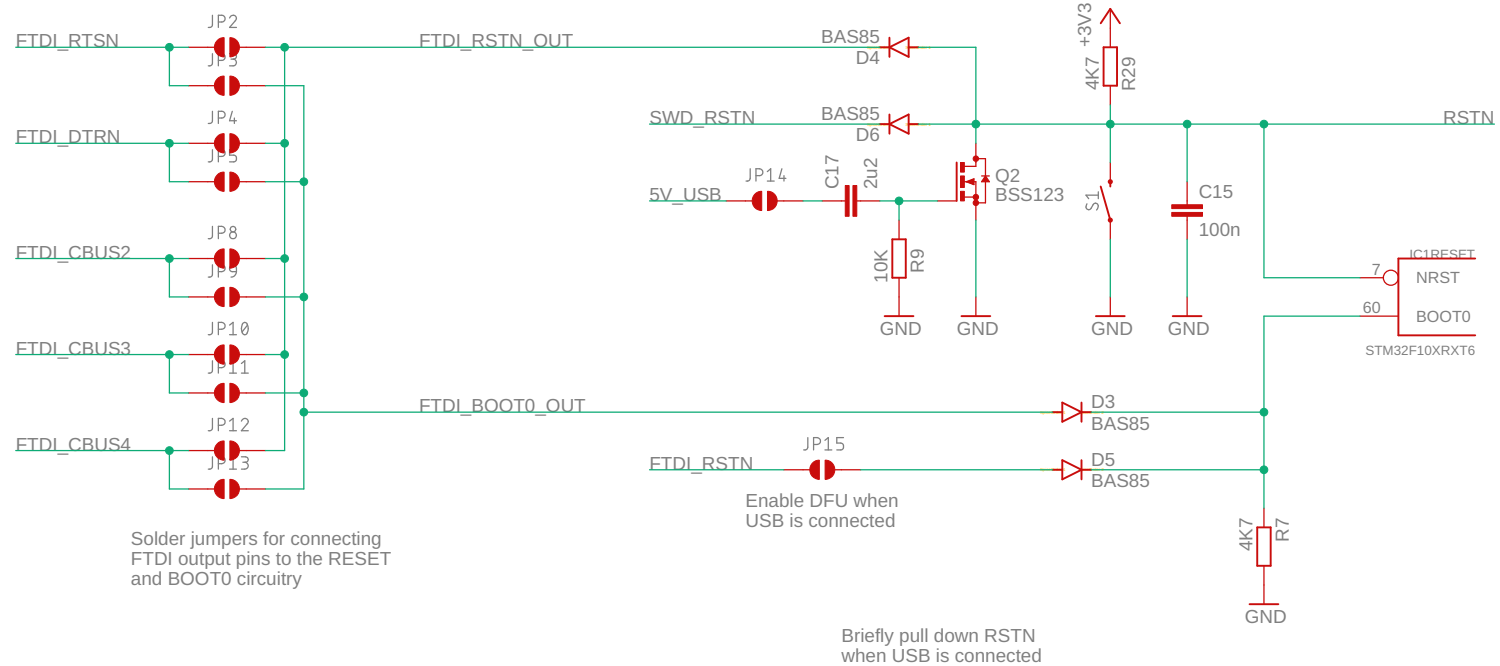 JP2
FTDI_RTSN
FTDI_RSTN_OUT
BAS85
D4
+3V3
4K7
R29
JP3
JP4
FTDI_DTRN
SWD_RSTN
BAS85
D6
RSTN
JP5
JP14
C17
2u2
5V_USB
Q2
BSS123
S1
C15
100n
JP8
FTDI_CBUS2
JP9
10K
R9
GND
GND
GND
GND
IC1RESET
7
NRST
60
BOOT0
STM32F10XRXT6
JP10
FTDI_CBUS3
JP11
FTDI_BOOT0_OUT
D3
BAS85
JP12
FTDI_CBUS4
JP13
JP15
FTDI_RSTN
D5
BAS85
Enable DFU when
USB is connected
4K7
R7
GND
Solder jumpers for connecting
FTDI output pins to the RESET
and BOOT0 circuitry
Briefly pull down RSTN
when USB is connected